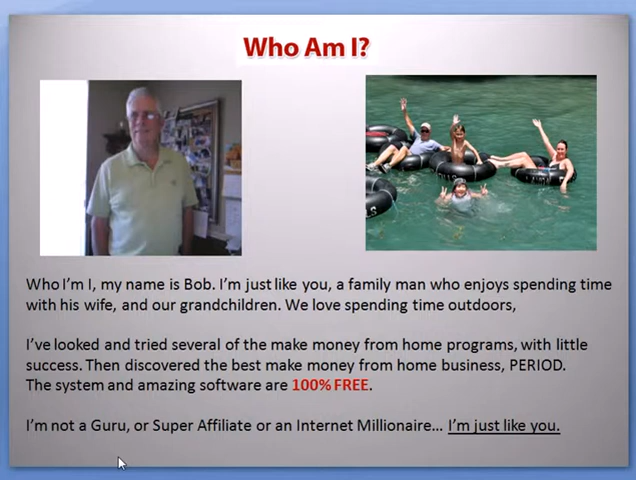 Who Am I?
Who I'm I, my name is Bob. I'm just like you, a family man who enjoys spending time
with his wife, and our grandchildren. We love spending time outdoors,
I've looked and tried several of the make money from home programs, with little
success. Then discovered the best make money from home business, PERIOD.
The system and amazing software are 100% FREE.
I'm not a Guru, or Super Affiliate or an Internet Millionaire... I'm just like you.